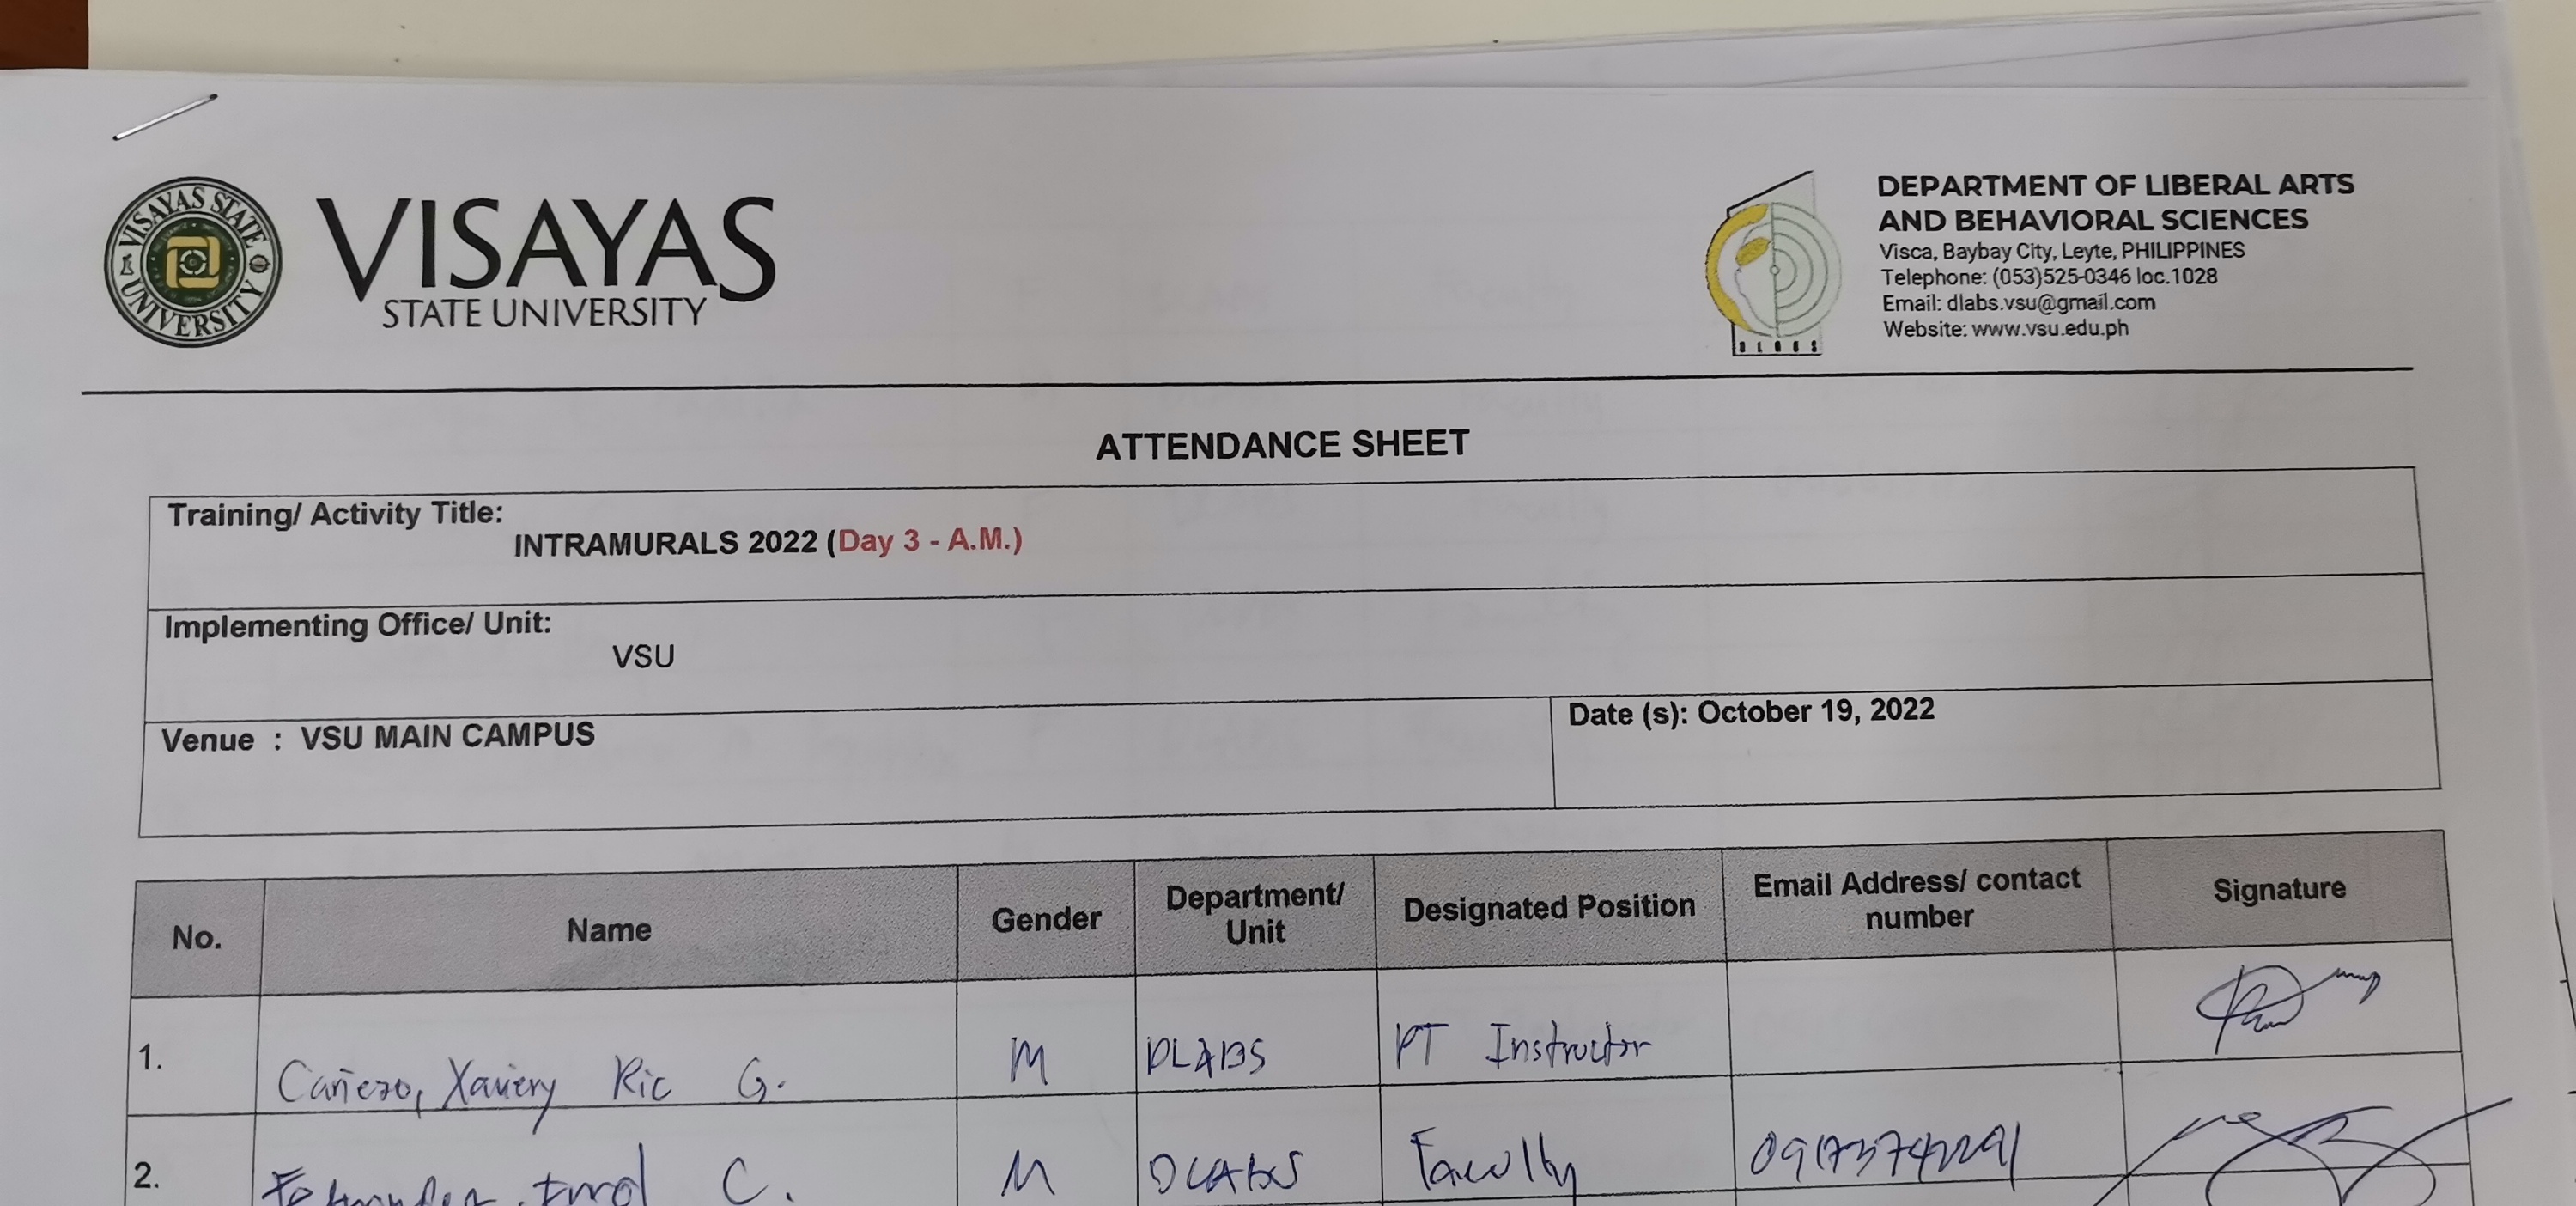 VISAYAS
STATE UNIVERSITY
VISAYAS STATE
UNIVERSITY
DEPARTMENT OF LIBERAL ARTS
AND BEHAVIORAL SCIENCES
Visca, Baybay City, Leyte, PHILIPPINES
Telephone: (053)525-0346 loc.1028
Email: dlabs.vsu@gmail.com
Website: www.vsu.edu.ph
DLABS
ATTENDANCE SHEET
Training/ Activity Title:
INTRAMURALS 2022 (Day 3 - A.M.)
Implementing Office/ Unit:
VSU
Venue : VSU MAIN CAMPUS
Date (s): October 19, 2022
No. Name Gender Department/ Unit Designated Position Email Address/ contact number Signature
1. Cañezo, Xaviery Ric G. M DLABS PT Instructor
2. C. M DLABS Faculty